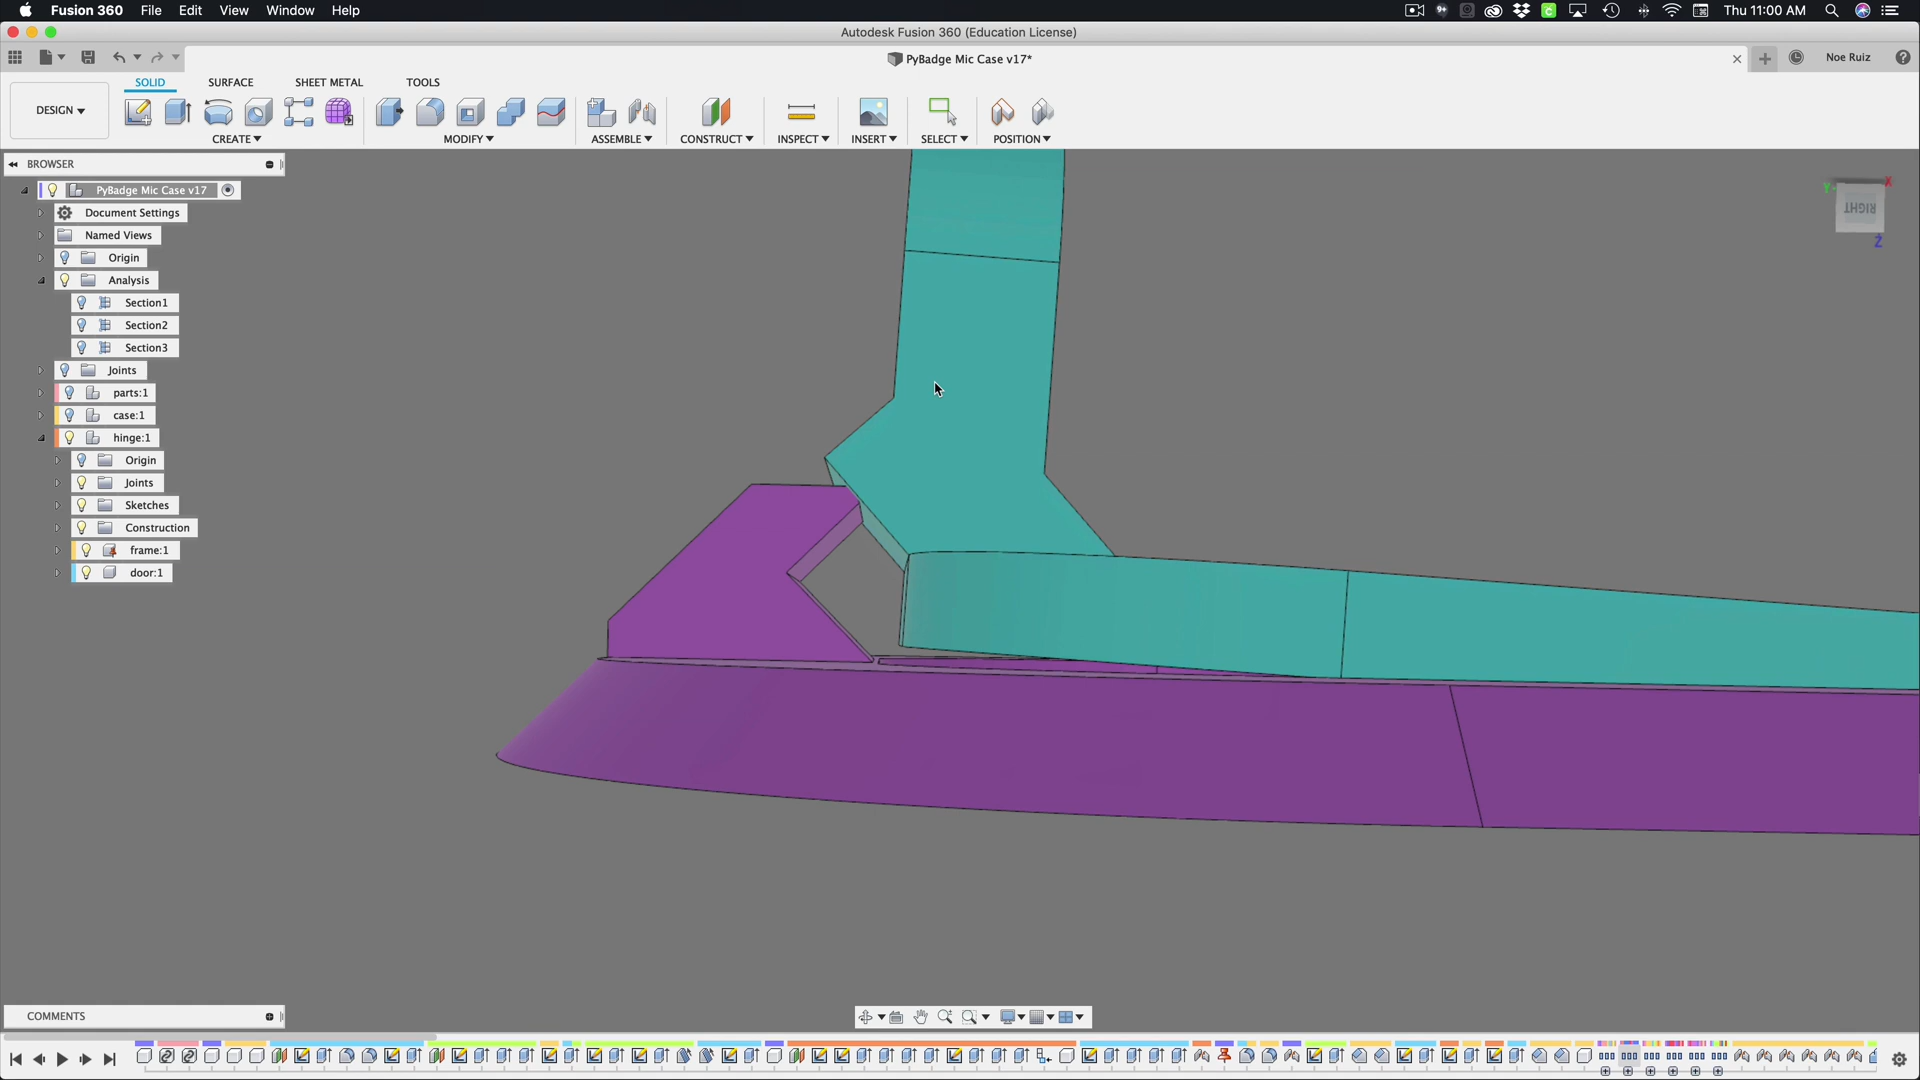 Fusion 360 File Edit View Window Help Thu 11:00 AM
Autodesk Fusion 360 (Education License)
PyBadge Mic Case v17* Noe Ruiz
SOLID SURFACE SHEET METAL TOOLS
DESIGN
CREATE MODIFY ASSEMBLE CONSTRUCT INSPECT INSERT SELECT POSITION
BROWSER
PyBadge Mic Case v17
Document Settings
Named Views
Origin
Analysis
Section1
Section2
Section3
Joints
parts:1
case:1
hinge:1
Origin
Joints
Sketches
Construction
frame:1
door:1
X
Y
RIGHT
Z
COMMENTS